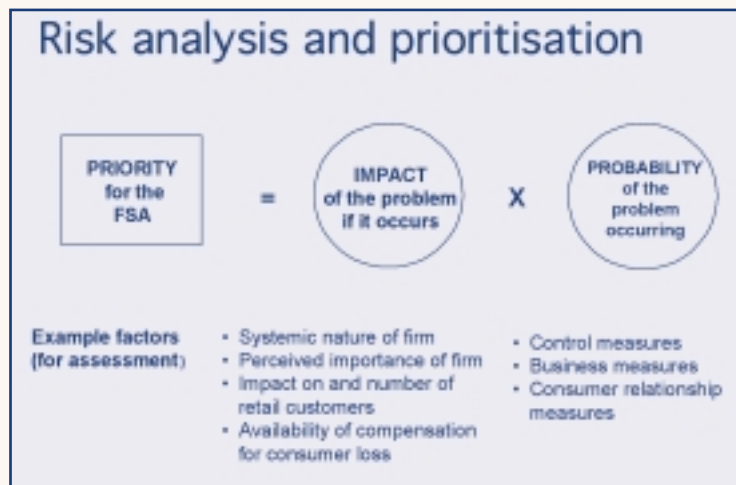 Risk analysis and prioritisation
PRIORITY
for the
FSA
=
IMPACT
of the problem
if it occurs
X
PROBABILITY
of the
problem
occurring
Example factors
(for assessment)
• Systemic nature of firm
• Perceived importance of firm
• Impact on and number of
retail customers
• Availability of compensation
for consumer loss
• Control measures
• Business measures
• Consumer relationship
measures